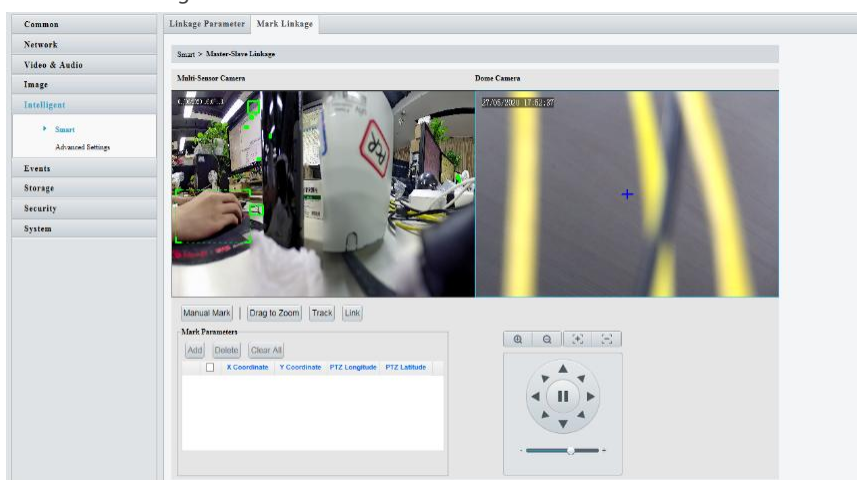 Common
Network
Video & Audio
Image
Intelligent
Smart
Advanced Settings
Events
Storage
Security
System
Linkage Parameter Mark Linkage
Smart > Master-Slave Linkage
Multi-Sensor Camera Dome Camera
27/06/2020 17:52:37
Manual Mark | Drag to Zoom Track Link
Mark Parameters
Add Delete Clear All
X Coordinate Y Coordinate PTZ Longitude PTZ Latitude
- +